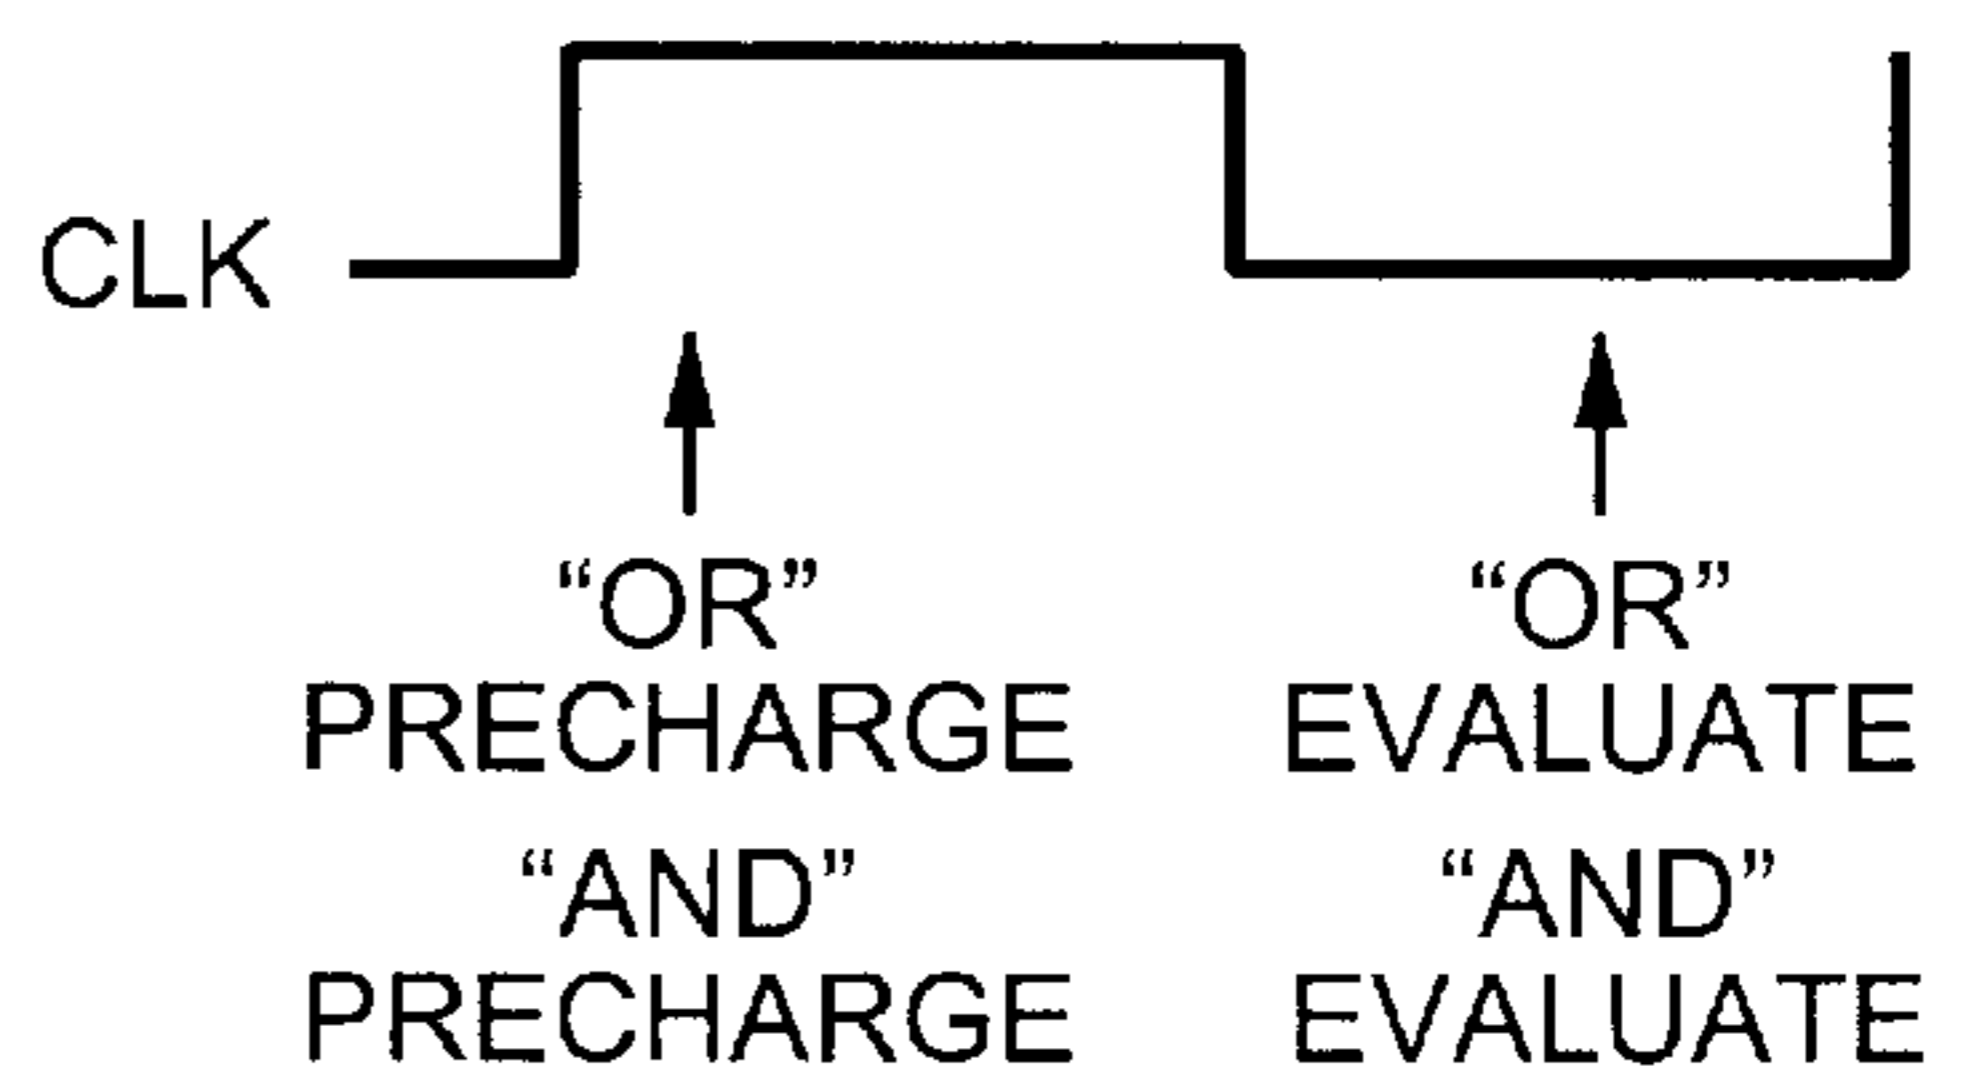 CLK
“OR”
PRECHARGE
“AND”
PRECHARGE
“OR”
EVALUATE
“AND”
EVALUATE